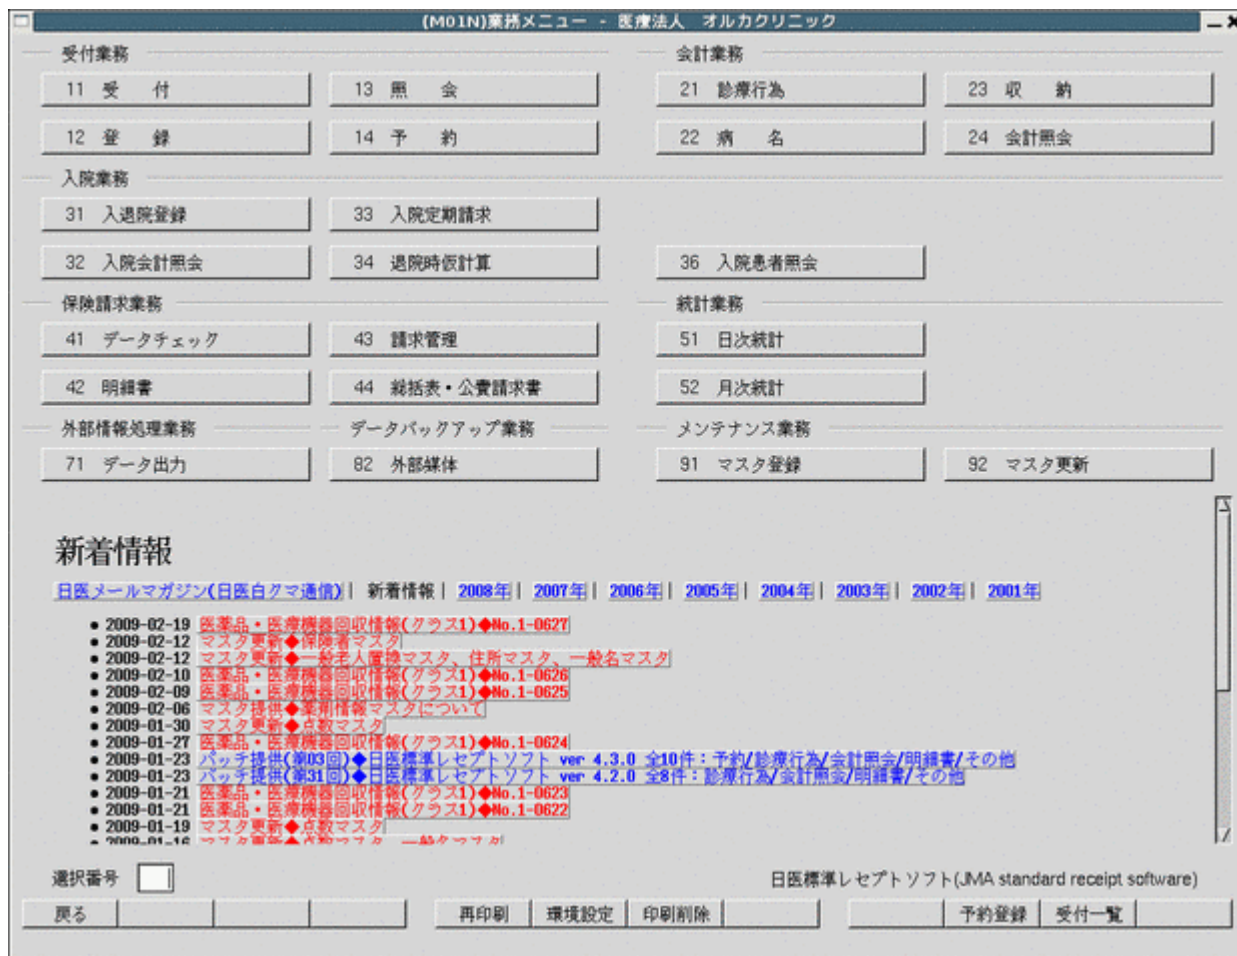 (M01N)業務メニュー - 医療法人 オルカクリニック
受付業務 会計業務
11 受 付 13 照 会 21 診療行為 23 収 納
12 登 録 14 予 約 22 病 名 24 会計照会
入院業務
31 入退院登録 33 入院定期請求
32 入院会計照会 34 退院時仮計算 36 入院患者照会
保険請求業務 統計業務
41 データチェック 43 請求管理 51 日次統計
42 明細書 44 総括表・公費請求書 52 月次統計
外部情報処理業務 データバックアップ業務 メンテナンス業務
71 データ出力 82 外部媒体 91 マスタ登録 92 マスタ更新
新着情報
日医メールマガジン(日医白クマ通信)| 新着情報| 2008年| 2007年| 2006年| 2005年| 2004年| 2003年| 2002年| 2001年
● 2009-02-19 医薬品・医療機器回収情報(クラス1)◆No.1-0627
● 2009-02-12 マスタ更新◆保険者マスタ
● 2009-02-12 マスタ更新◆一般老人置換マスタ、住所マスタ、一般名マスタ
● 2009-02-10 医薬品・医療機器回収情報(クラス1)◆No.1-0626
● 2009-02-09 医薬品・医療機器回収情報(クラス1)◆No.1-0625
● 2009-02-06 マスタ提供◆薬剤情報マスタについて
● 2009-01-30 マスタ更新◆点数マスタ
● 2009-01-27 医薬品・医療機器回収情報(クラス1)◆No.1-0624
● 2009-01-23 パッチ提供(第03回)◆日医標準レセプトソフト ver 4.3.0 全10件：予約/診療行為/会計照会/明細書/その他
● 2009-01-23 パッチ提供(第31回)◆日医標準レセプトソフト ver 4.2.0 全8件：診療行為/会計照会/明細書/その他
● 2009-01-21 医薬品・医療機器回収情報(クラス1)◆No.1-0623
● 2009-01-21 医薬品・医療機器回収情報(クラス1)◆No.1-0622
● 2009-01-19 マスタ更新◆点数マスタ
● 2009-01-16 マスタ更新◆点数マスタ、一般名マスタ
選択番号 日医標準レセプトソフト(JMA standard receipt software)
戻る 再印刷 環境設定 印刷削除 予約登録 受付一覧